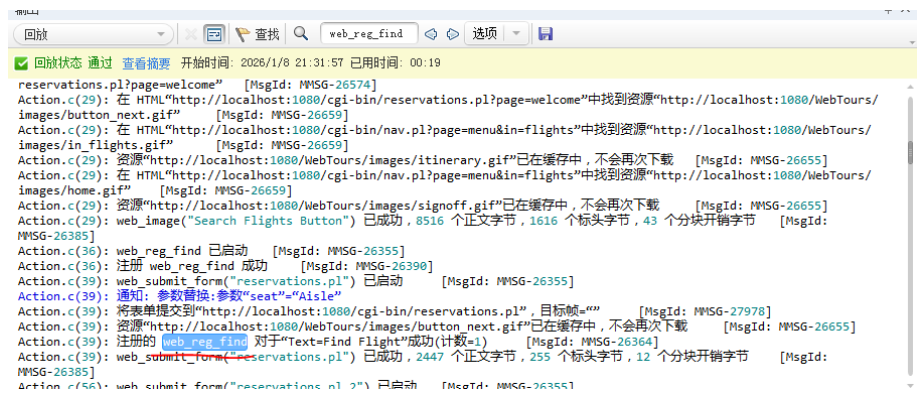 输出
回放 查找 web_reg_find 选项
回放状态 通过 查看摘要 开始时间: 2026/1/8 21:31:57 已用时间: 00:19
reservations.pl?page=welcome” [MsgId: MMSG-26574]
Action.c(29): 在 HTML“http://localhost:1080/cgi-bin/reservations.pl?page=welcome”中找到资源“http://localhost:1080/WebTours/
images/button_next.gif” [MsgId: MMSG-26659]
Action.c(29): 在 HTML“http://localhost:1080/cgi-bin/nav.pl?page=menu&in=flights”中找到资源“http://localhost:1080/WebTours/
images/in_flights.gif” [MsgId: MMSG-26659]
Action.c(29): 资源“http://localhost:1080/WebTours/images/itinerary.gif”已在缓存中，不会再次下载 [MsgId: MMSG-26655]
Action.c(29): 在 HTML“http://localhost:1080/cgi-bin/nav.pl?page=menu&in=flights”中找到资源“http://localhost:1080/WebTours/
images/home.gif” [MsgId: MMSG-26659]
Action.c(29): 资源“http://localhost:1080/WebTours/images/signoff.gif”已在缓存中，不会再次下载 [MsgId: MMSG-26655]
Action.c(29): web_image("Search Flights Button") 已成功，8516 个正文字节，1616 个标头字节，43 个分块开销字节 [MsgId:
MMSG-26385]
Action.c(36): web_reg_find 已启动 [MsgId: MMSG-26355]
Action.c(36): 注册 web_reg_find 成功 [MsgId: MMSG-26390]
Action.c(39): web_submit_form("reservations.pl") 已启动 [MsgId: MMSG-26355]
Action.c(39): 通知: 参数替换:参数“seat”=“Aisle”
Action.c(39): 将表单提交到“http://localhost:1080/cgi-bin/reservations.pl”，目标帧=“” [MsgId: MMSG-27978]
Action.c(39): 资源“http://localhost:1080/WebTours/images/button_next.gif”已在缓存中，不会再次下载 [MsgId: MMSG-26655]
Action.c(39): 注册的 web_reg_find 对于“Text=Find Flight”成功(计数=1) [MsgId: MMSG-26364]
Action.c(39): web_submit_form("reservations.pl") 已成功，2447 个正文字节，255 个标头字节，12 个分块开销字节 [MsgId:
MMSG-26385]
Action.c(56): web_submit_form("reservations.pl_2") 已启动 [MsgId: MMSG-26355]